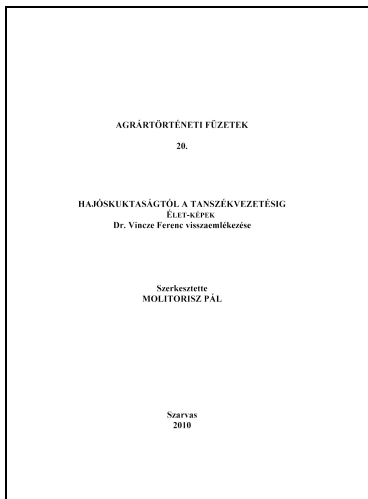 AGRÁRTÖRTÉNETI FÜZETEK
20.
HAJÓSKUKTASÁGTÓL A TANSZÉKVEZETÉSIG
ÉLET-KÉPEK
Dr. Vincze Ferenc visszaemlékezése
Szerkesztette
MOLITORISZ PÁL
Szarvas
2010